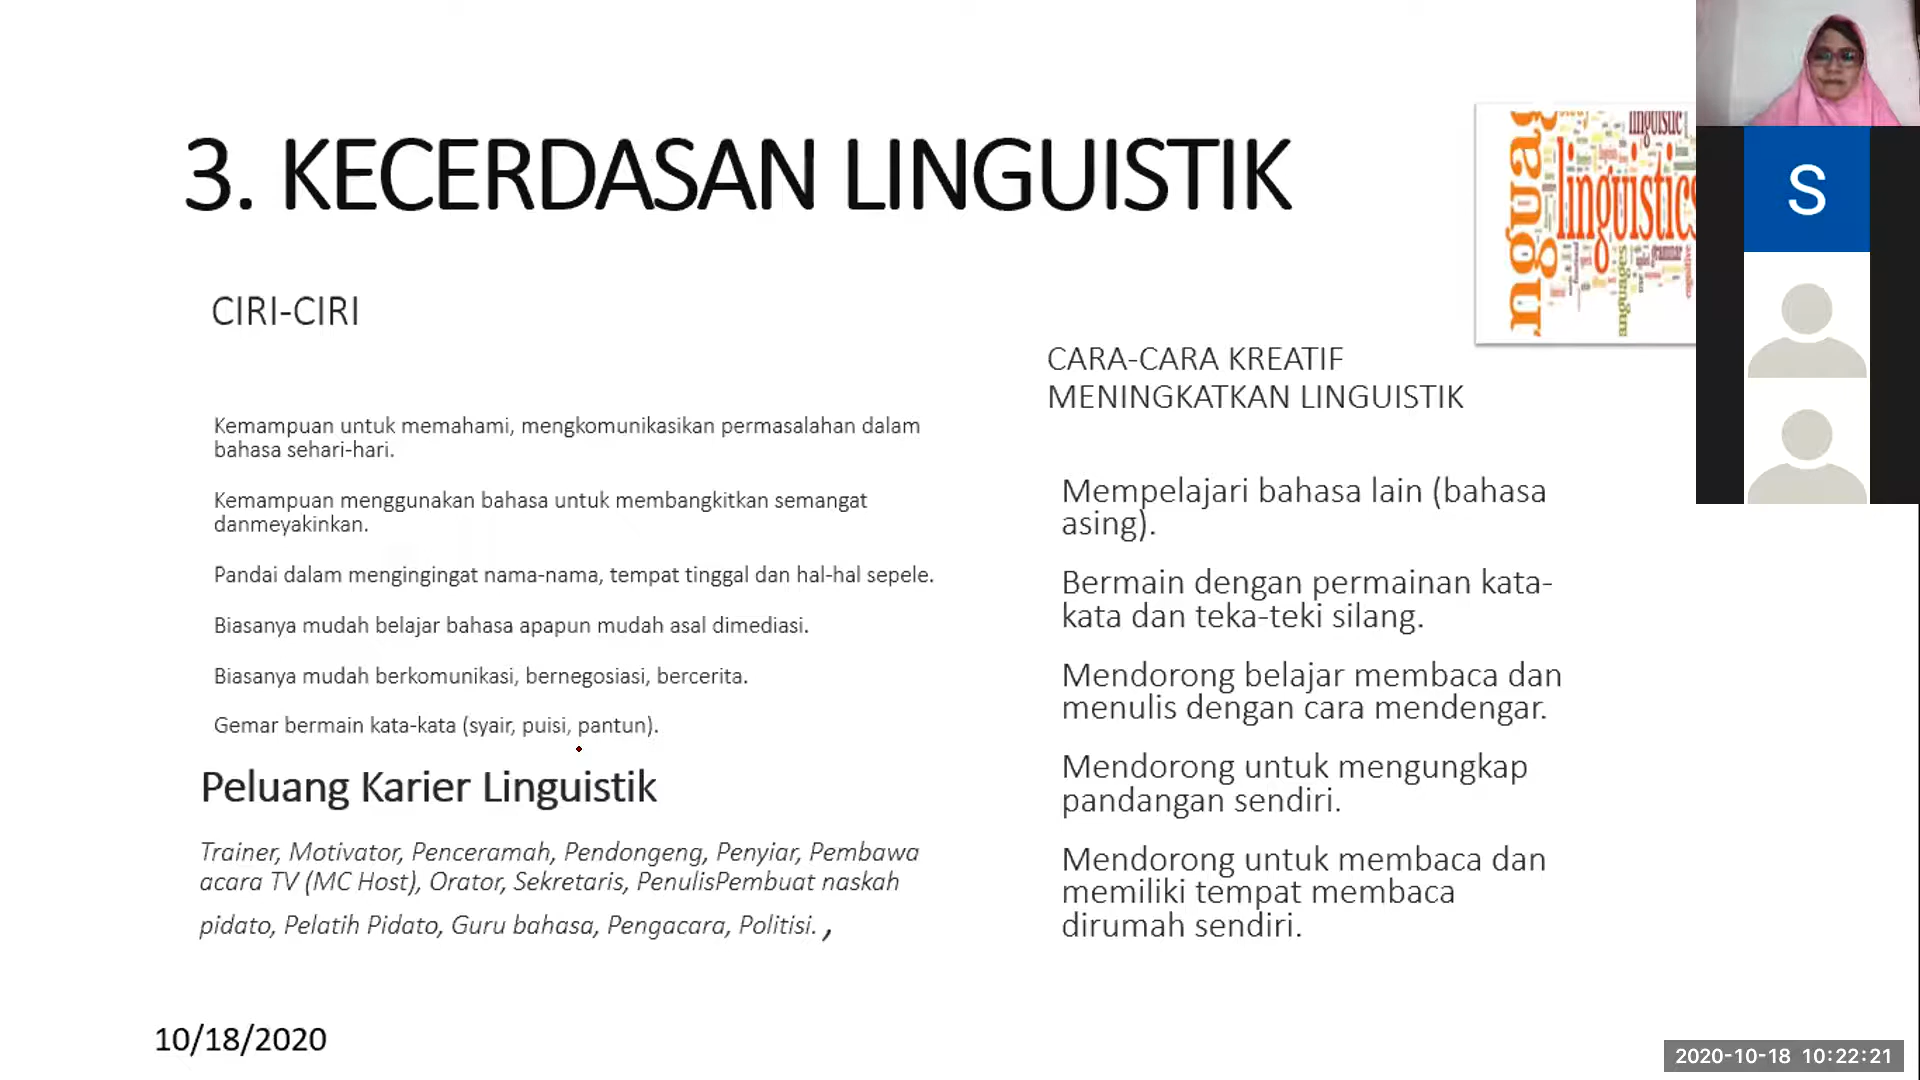 3. KECERDASAN LINGUISTIK
CIRI-CIRI
Kemampuan untuk memahami, mengkomunikasikan permasalahan dalam
bahasa sehari-hari.
Kemampuan menggunakan bahasa untuk membangkitkan semangat
danmeyakinkan.
Pandai dalam mengingingat nama-nama, tempat tinggal dan hal-hal sepele.
Biasanya mudah belajar bahasa apapun mudah asal dimediasi.
Biasanya mudah berkomunikasi, bernegosiasi, bercerita.
Gemar bermain kata-kata (syair, puisi, pantun).
Peluang Karier Linguistik
Trainer, Motivator, Penceramah, Pendongeng, Penyiar, Pembawa
acara TV (MC Host), Orator, Sekretaris, PenulisPembuat naskah
pidato, Pelatih Pidato, Guru bahasa, Pengacara, Politisi. ,
CARA-CARA KREATIF
MENINGKATKAN LINGUISTIK
Mempelajari bahasa lain (bahasa
asing).
Bermain dengan permainan kata-
kata dan teka-teki silang.
Mendorong belajar membaca dan
menulis dengan cara mendengar.
Mendorong untuk mengungkap
pandangan sendiri.
Mendorong untuk membaca dan
memiliki tempat membaca
dirumah sendiri.
linguistic
linguistics
nguag
languages
grammar
cognitive
S
10/18/2020
2020-10-18 10:22:21